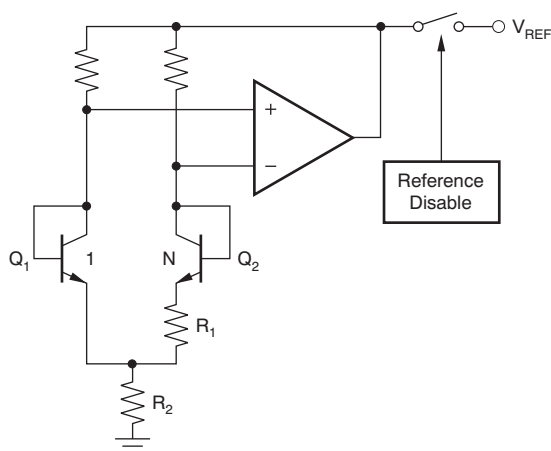 V_REF
+
−
Reference
Disable
Q_1
1
N
Q_2
R_1
R_2